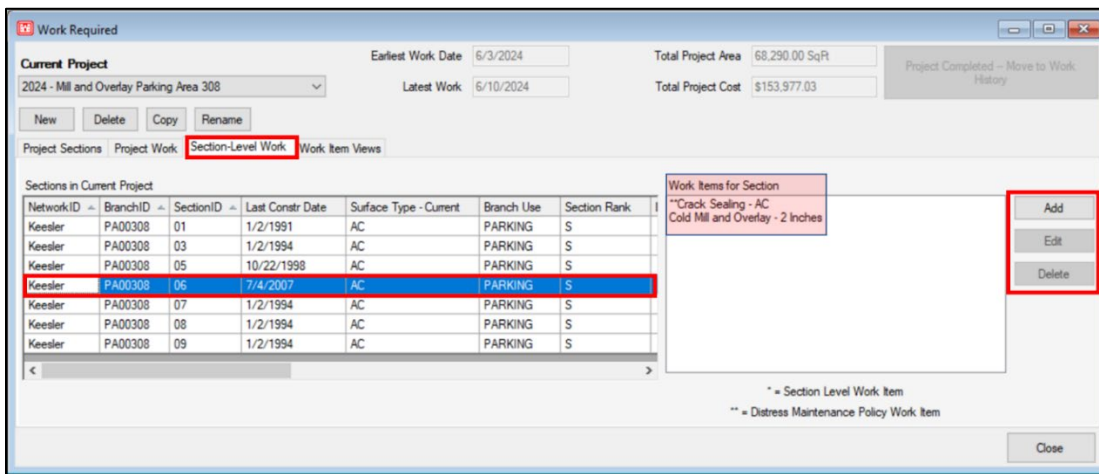 Work Required
Current Project
2024 - Mill and Overlay Parking Area 308
Earliest Work Date 6/3/2024
Latest Work 6/10/2024
Total Project Area 68,290.00 SqFt
Total Project Cost $153,977.03
Project Completed – Move to Work
History
New Delete Copy Rename
Project Sections Project Work Section-Level Work Work Item Views
Sections in Current Project
NetworkID BranchID SectionID Last Constr Date Surface Type - Current Branch Use Section Rank
Keesler PA00308 01 1/2/1991 AC PARKING S
Keesler PA00308 03 1/2/1994 AC PARKING S
Keesler PA00308 05 10/22/1998 AC PARKING S
Keesler PA00308 06 7/4/2007 AC PARKING S
Keesler PA00308 07 1/2/1994 AC PARKING S
Keesler PA00308 08 1/2/1994 AC PARKING S
Keesler PA00308 09 1/2/1994 AC PARKING S
Work Items for Section
**Crack Sealing - AC
Cold Mill and Overlay - 2 Inches
Add
Edit
Delete
* = Section Level Work Item
** = Distress Maintenance Policy Work Item
Close